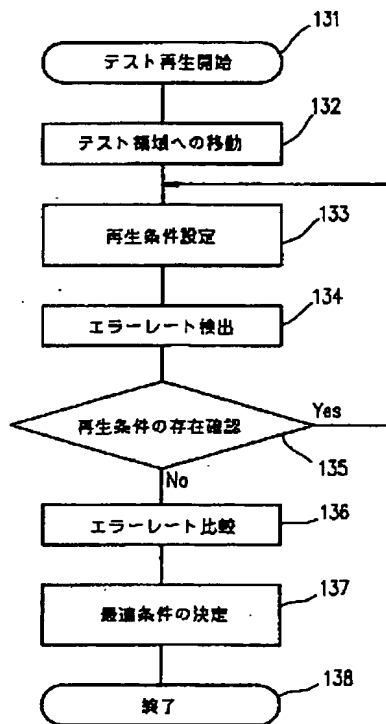 131
テスト再生開始
132
テスト領域への移動
133
再生条件設定
134
エラーレート検出
再生条件の存在確認
Yes
135
No
136
エラーレート比較
137
最適条件の決定
138
終了